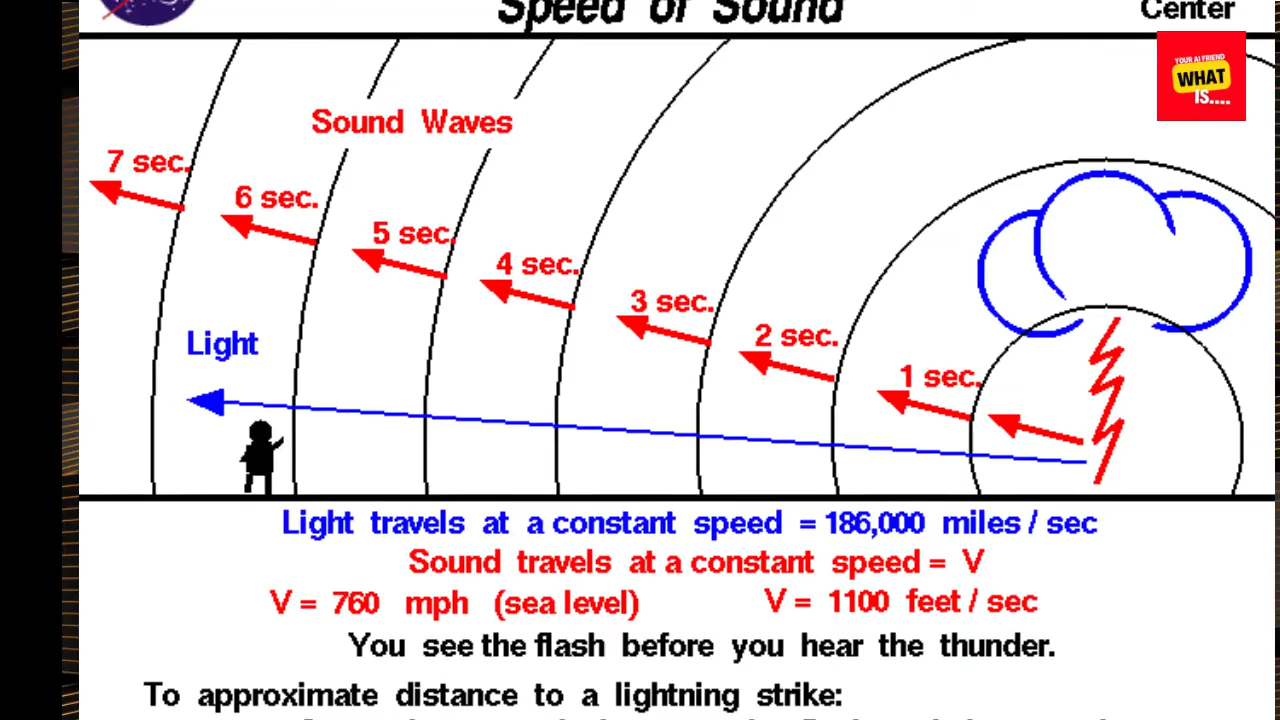 Speed of Sound
Center
YOUR AI FRIEND
WHAT
IS....
Sound Waves
7 sec.
6 sec.
5 sec.
4 sec.
3 sec.
2 sec.
1 sec.
Light
Light travels at a constant speed = 186,000 miles / sec
Sound travels at a constant speed = V
V = 760 mph (sea level) V = 1100 feet / sec
You see the flash before you hear the thunder.
To approximate distance to a lightning strike: